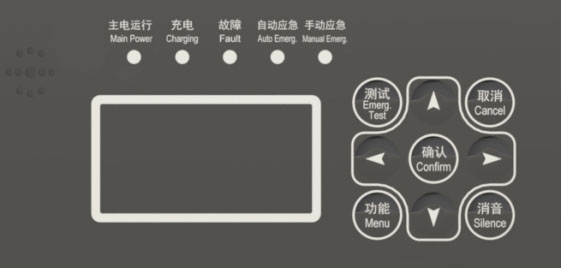 主电运行 充电 故障 自动应急 手动应急
Main Power Charging Fault Auto Emerg. Manual Emerg.
测试
Emerg.
Test
取消
Cancel
确认
Confirm
功能
Menu
消音
Silence